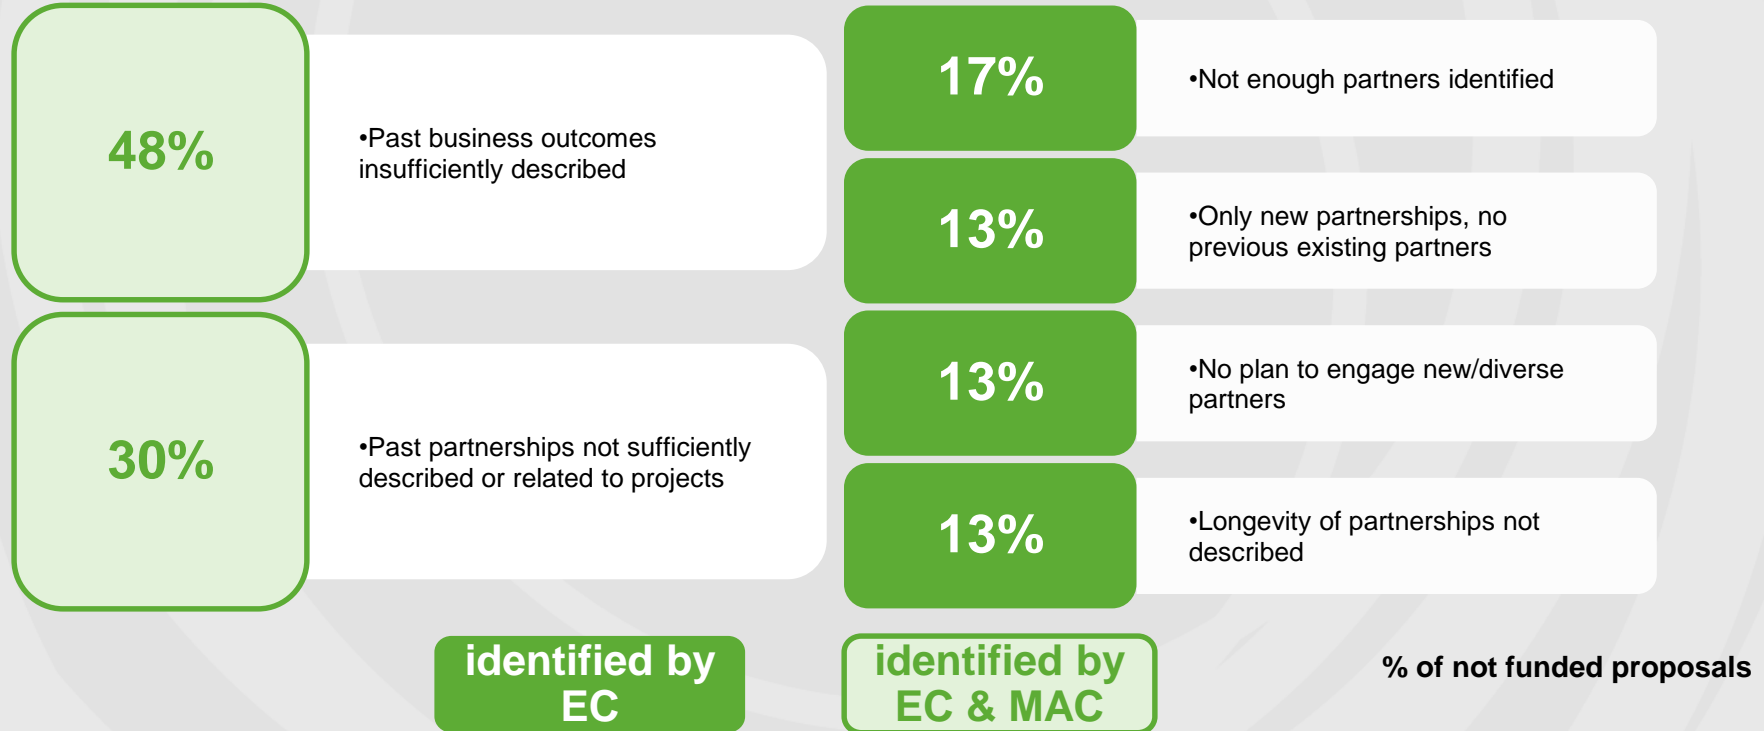 48%
•Past business outcomes
insufficiently described
30%
•Past partnerships not sufficiently
described or related to projects
17%
•Not enough partners identified
13%
•Only new partnerships, no
previous existing partners
13%
•No plan to engage new/diverse
partners
13%
•Longevity of partnerships not
described
identified by
EC
identified by
EC & MAC
% of not funded proposals